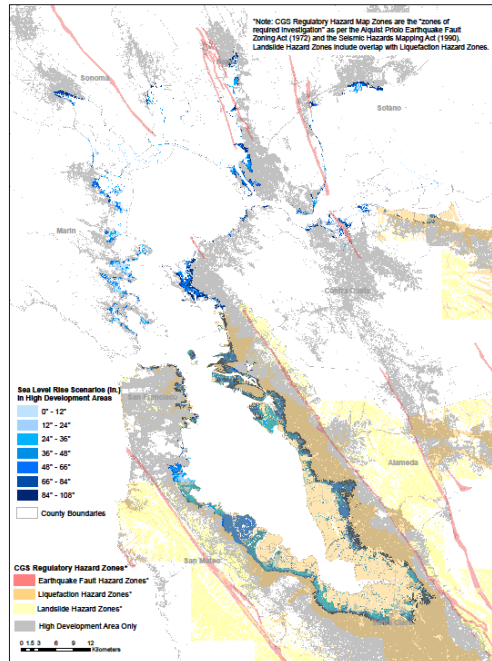 *Note: CGS Regulatory Hazard Map Zones are the "zones of
required investigation" as per the Alquist Priolo Earthquake Fault
Zoning Act (1972) and the Seismic Hazards Mapping Act (1990).
Landslide Hazard Zones include overlap with Liquefaction Hazard Zones.
Sonoma
Solano
Marin
Contra Costa
Sea Level Rise Scenarios (In.)
In High Development Areas
San Francisco
0" - 12"
12" - 24"
24" - 36"
36" - 48"
48" - 66"
66" - 84"
84" - 108"
County Boundaries
Alameda
San Mateo
CGS Regulatory Hazard Zones*
Earthquake Fault Hazard Zones*
Liquefaction Hazard Zones*
Landslide Hazard Zones*
High Development Area Only
Santa Clara
0 1.5 3 6 9 12
Kilometers